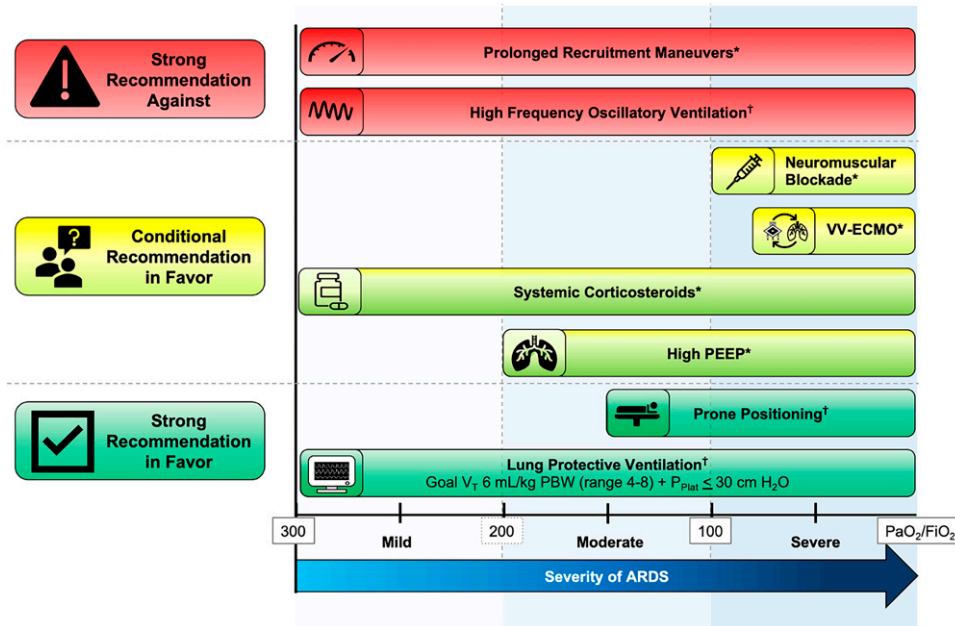 Strong
Recommendation
Against
Prolonged Recruitment Maneuvers*
High Frequency Oscillatory Ventilation†
Conditional
Recommendation
in Favor
?
Neuromuscular
Blockade*
VV-ECMO*
Systemic Corticosteroids*
High PEEP*
Strong
Recommendation
in Favor
Prone Positioning†
Lung Protective Ventilation†
Goal V_T 6 mL/kg PBW (range 4-8) + P_Plat ≤ 30 cm H₂O
300
200
100
PaO₂/FiO₂
Mild
Moderate
Severe
Severity of ARDS